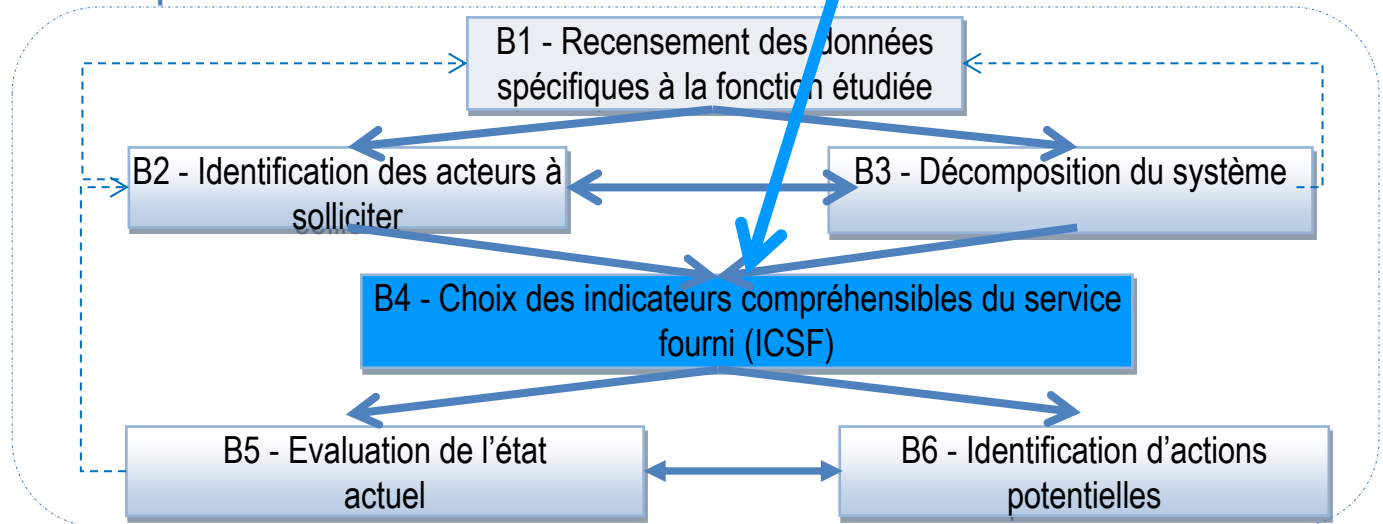 B1 - Recensement des données
spécifiques à la fonction étudiée
B2 - Identification des acteurs à
solliciter
B3 - Décomposition du système
B4 - Choix des indicateurs compréhensibles du service
fourni (ICSF)
B5 - Evaluation de l’état
actuel
B6 - Identification d’actions
potentielles